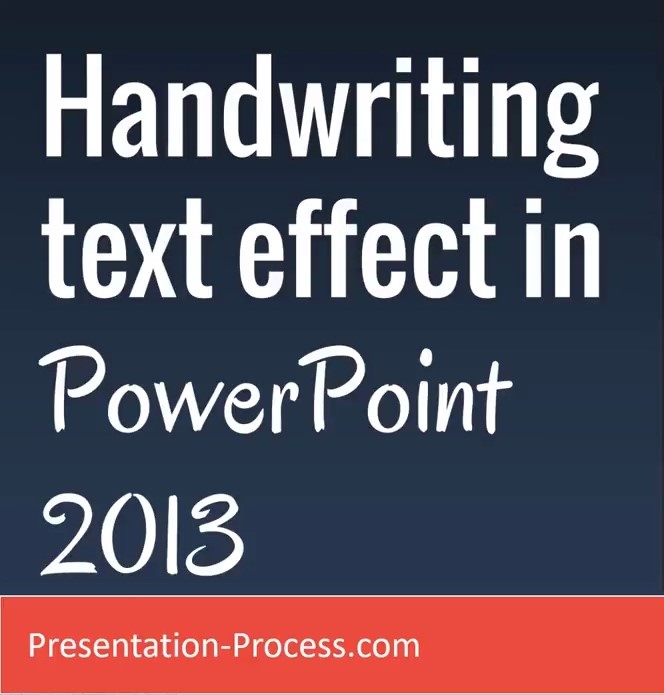 Handwriting
text effect in
PowerPoint
2013
Presentation-Process.com